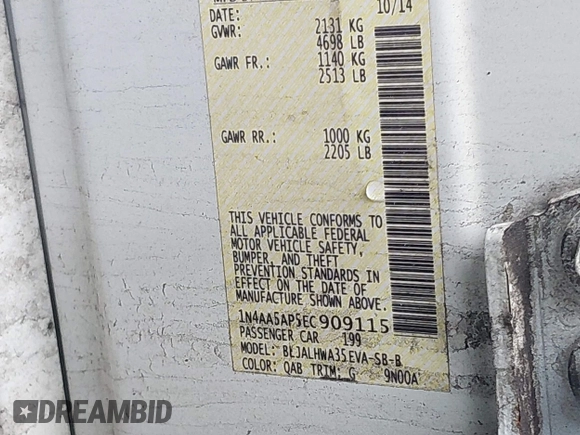 DATE: 10/14
GVWR: 2131 KG
4698 LB
GAWR FR.: 1140 KG
2513 LB
GAWR RR.: 1000 KG
2205 LB
THIS VEHICLE CONFORMS TO
ALL APPLICABLE FEDERAL
MOTOR VEHICLE SAFETY,
BUMPER, AND THEFT
PREVENTION STANDARDS IN
EFFECT ON THE DATE OF
MANUFACTURE SHOWN ABOVE.
1N4AA5AP5EC909115
PASSENGER CAR 199
MODEL: BLJALHWA35EVA-SB-B
COLOR: QAB TRIM: G 9N00A
DREAMBID